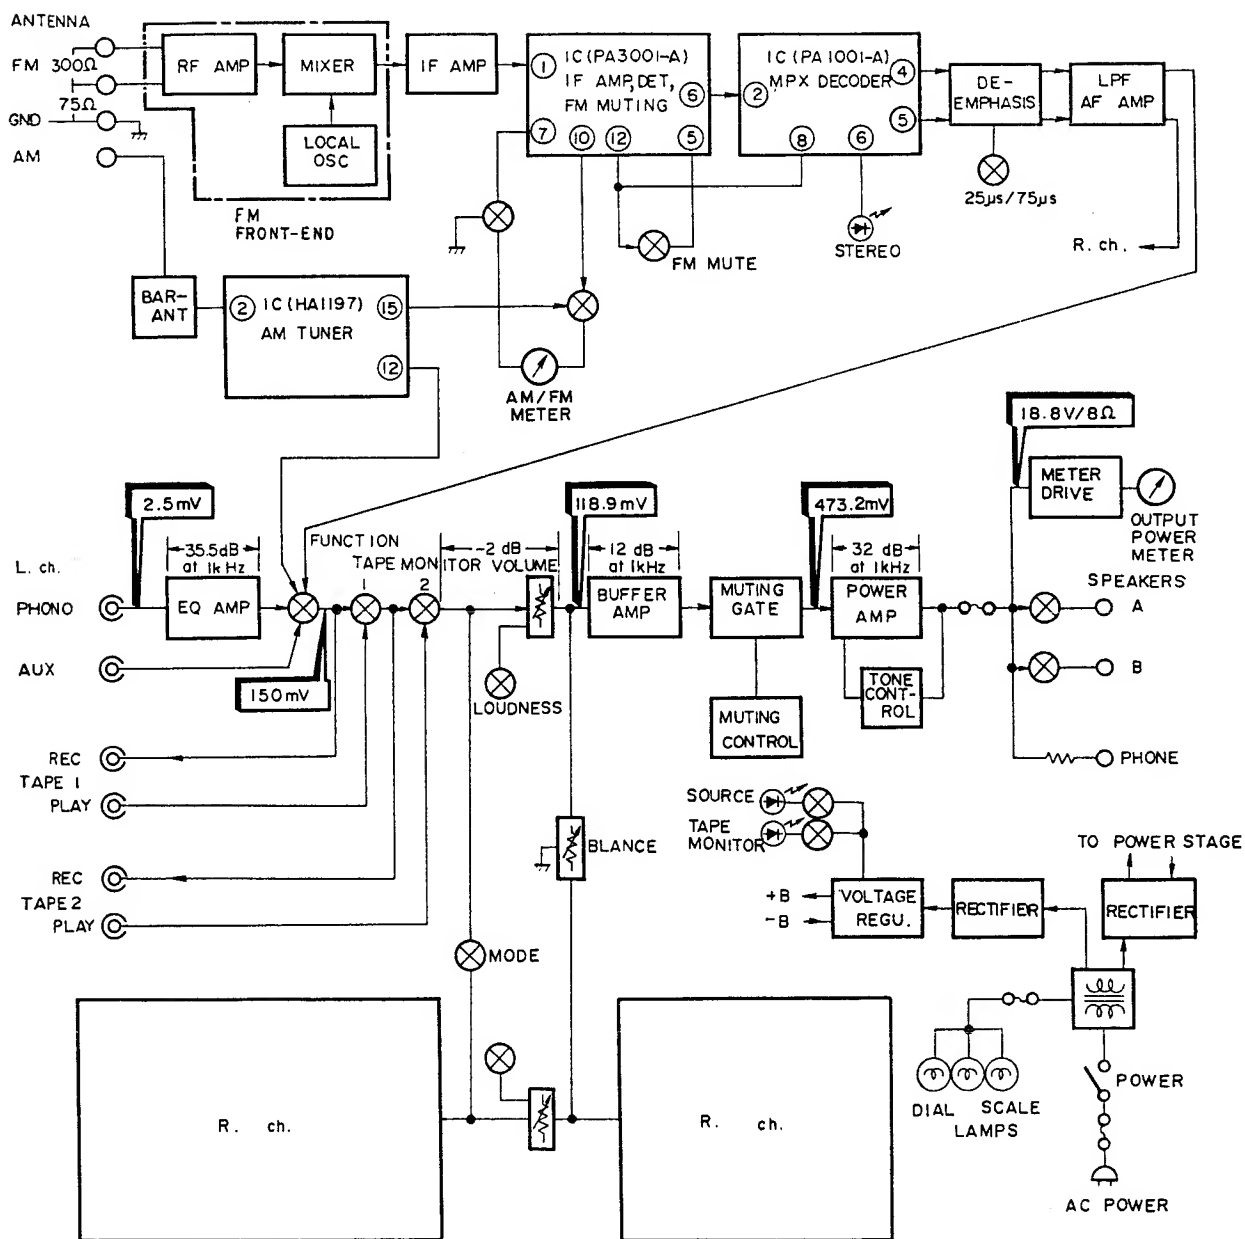 ANTENNA
FM 300Ω
75Ω
GND
AM
RF AMP
MIXER
LOCAL
OSC
FM
FRONT-END
IF AMP
IC (PA3001-A)
1 IF AMP, DET,
FM MUTING 6
7 10 12 5
IC (PA1001-A)
MPX DECODER 4
2
5
8 6
DE-
EMPHASIS
LPF
AF AMP
25μs/75μs
R. ch.
STEREO
FM MUTE
BAR-
ANT
2 IC (HA1197) 15
AM TUNER
12
AM/FM
METER
18.8V/8Ω
METER
DRIVE
OUTPUT
POWER
METER
2.5mV
118.9mV
473.2mV
35.5dB
at 1kHz
FUNCTION
-2 dB
TAPE MONITOR VOLUME
1 2
12 dB
at 1kHz
32 dB
at 1kHz
L. ch.
PHONO
EQ AMP
BUFFER
AMP
MUTING
GATE
POWER
AMP
SPEAKERS
A
B
AUX
150mV
LOUDNESS
MUTING
CONTROL
TONE
CONT-
ROL
PHONE
REC
TAPE 1
PLAY
REC
TAPE 2
PLAY
SOURCE
TAPE
MONITOR
BLANCE
+B
-B
VOLTAGE
REGU.
RECTIFIER
TO POWER STAGE
RECTIFIER
MODE
DIAL SCALE
LAMPS
POWER
AC POWER
R. ch.
R. ch.